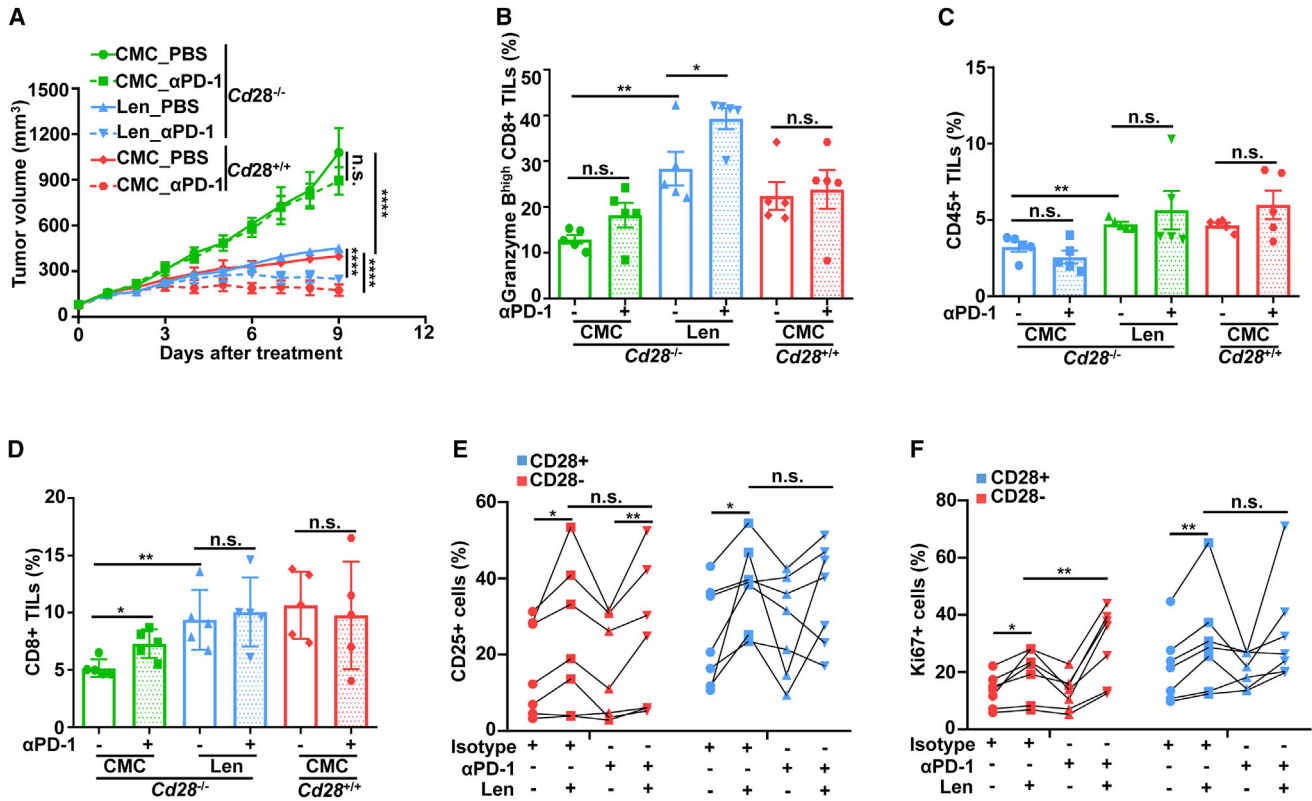 A
CMC_PBS
CMC_αPD-1
Len_PBS
Len_αPD-1
Cd28-/-
CMC_PBS
CMC_αPD-1
Cd28+/+
Tumor volume (mm3)
1500
1200
900
600
300
0
0 3 6 9 12
Days after treatment
n.s.
****
****
****
B
Granzyme Bhigh CD8+ TILs (%)
50
40
30
20
10
0
n.s.
**
*
n.s.
αPD-1 - + - + - +
CMC Len CMC
Cd28-/- Cd28+/+
C
CD45+ TILs (%)
15
10
5
0
n.s.
**
n.s.
n.s.
αPD-1 - + - + - +
CMC Len CMC
Cd28-/- Cd28+/+
D
CD8+ TILs (%)
20
15
10
5
0
*
**
n.s.
n.s.
αPD-1 - + - + - +
CMC Len CMC
Cd28-/- Cd28+/+
E
CD28+
CD28-
CD25+ cells (%)
60
40
20
0
n.s.
* **
n.s.
*
Isotype + + - - + + - -
αPD-1 - - + + - - + +
Len - + - + - + - +
F
CD28+
CD28-
Ki67+ cells (%)
80
60
40
20
0
**
*
n.s.
**
Isotype + + - - + + - -
αPD-1 - - + + - - + +
Len - + - + - + - +